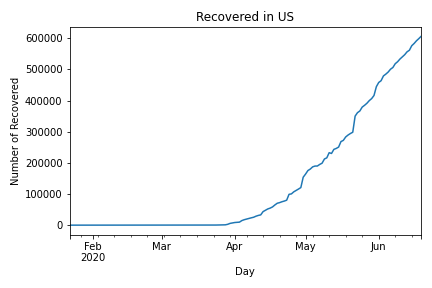 Recovered in US
600000
500000
400000
300000
200000
100000
0
Number of Recovered
Feb
2020
Mar
Apr
May
Jun
Day